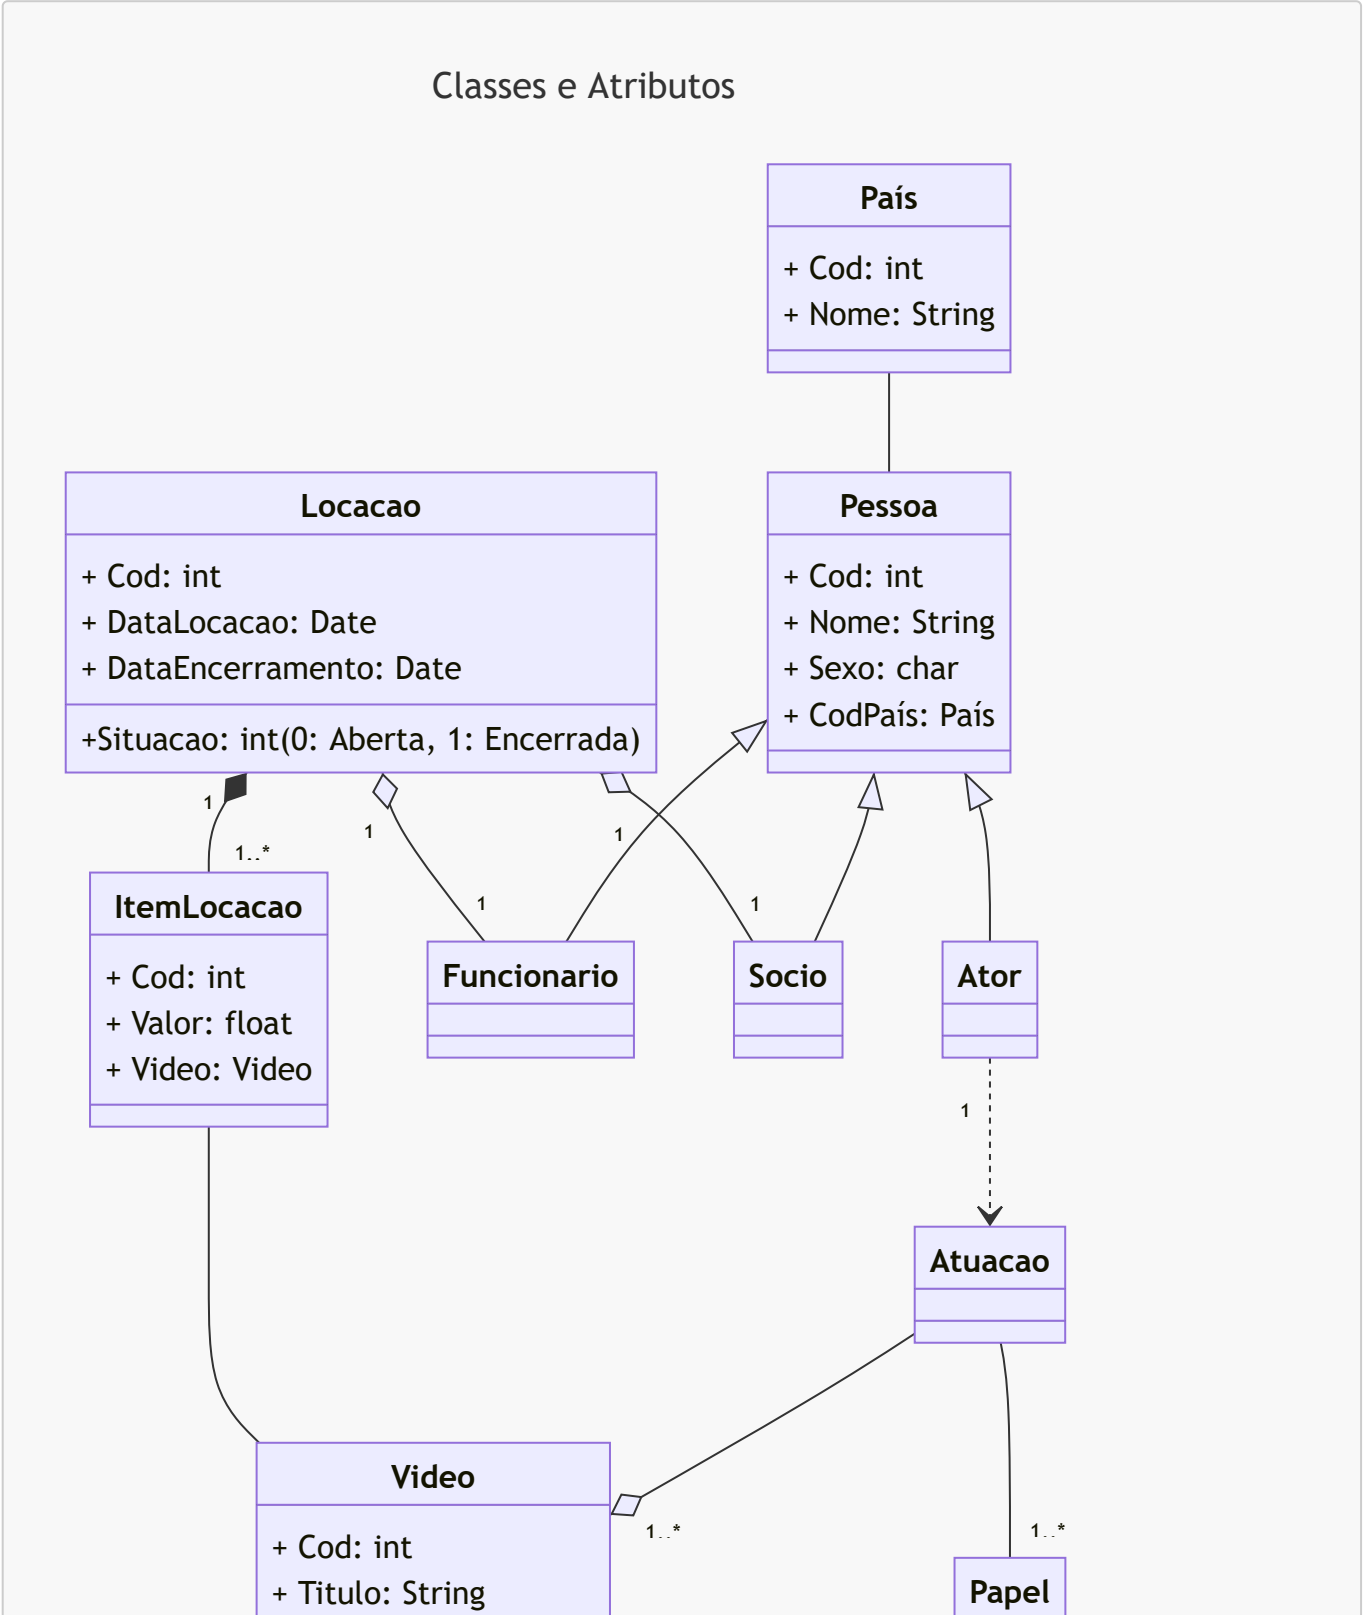 Classes e Atributos
País
+ Cod: int
+ Nome: String
Locacao
+ Cod: int
+ DataLocacao: Date
+ DataEncerramento: Date
+Situacao: int(0: Aberta, 1: Encerrada)
Pessoa
+ Cod: int
+ Nome: String
+ Sexo: char
+ CodPaís: País
1
1..*
1
1
1
1
ItemLocacao
+ Cod: int
+ Valor: float
+ Video: Video
Funcionario
Socio
Ator
1
Atuacao
1..*
1..*
Video
+ Cod: int
+ Titulo: String
Papel